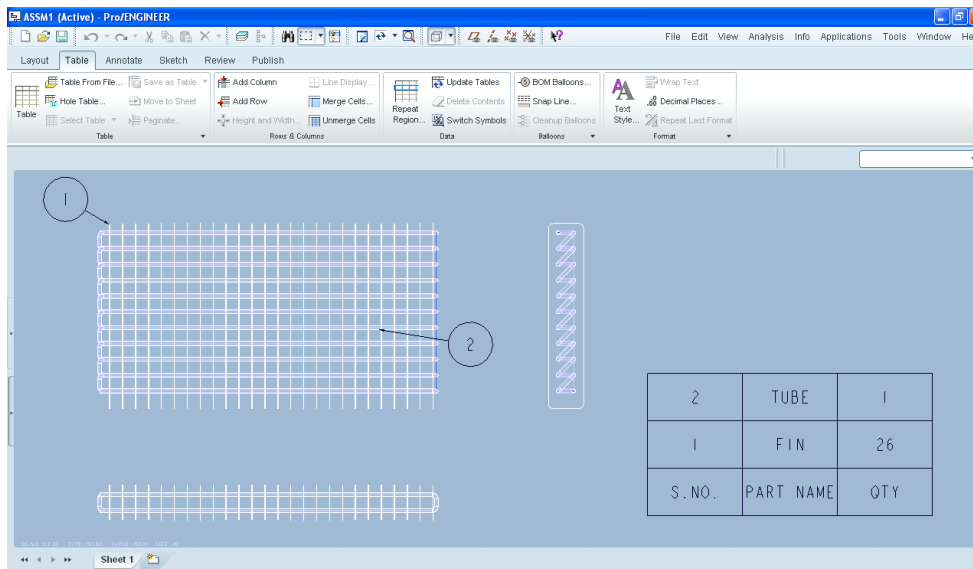 ASSM1 (Active) - Pro/ENGINEER
File Edit View Analysis Info Applications Tools Window He
Layout Table Annotate Sketch Review Publish
Table
Table From File... Save as Table
Hole Table... Move to Sheet
Select Table Paginate...
Table
Add Column Line Display...
Add Row Merge Cells...
Height and Width... Unmerge Cells
Rows & Columns
Repeat Region...
Update Tables
Delete Contents
Switch Symbols
Data
BOM Balloons...
Snap Line...
Cleanup Balloons
Balloons
Text Style...
Wrap Text
.00 Decimal Places...
Repeat Last Format
Format
1
2
2 TUBE 1
1 FIN 26
S.NO. PART NAME QTY
Sheet 1